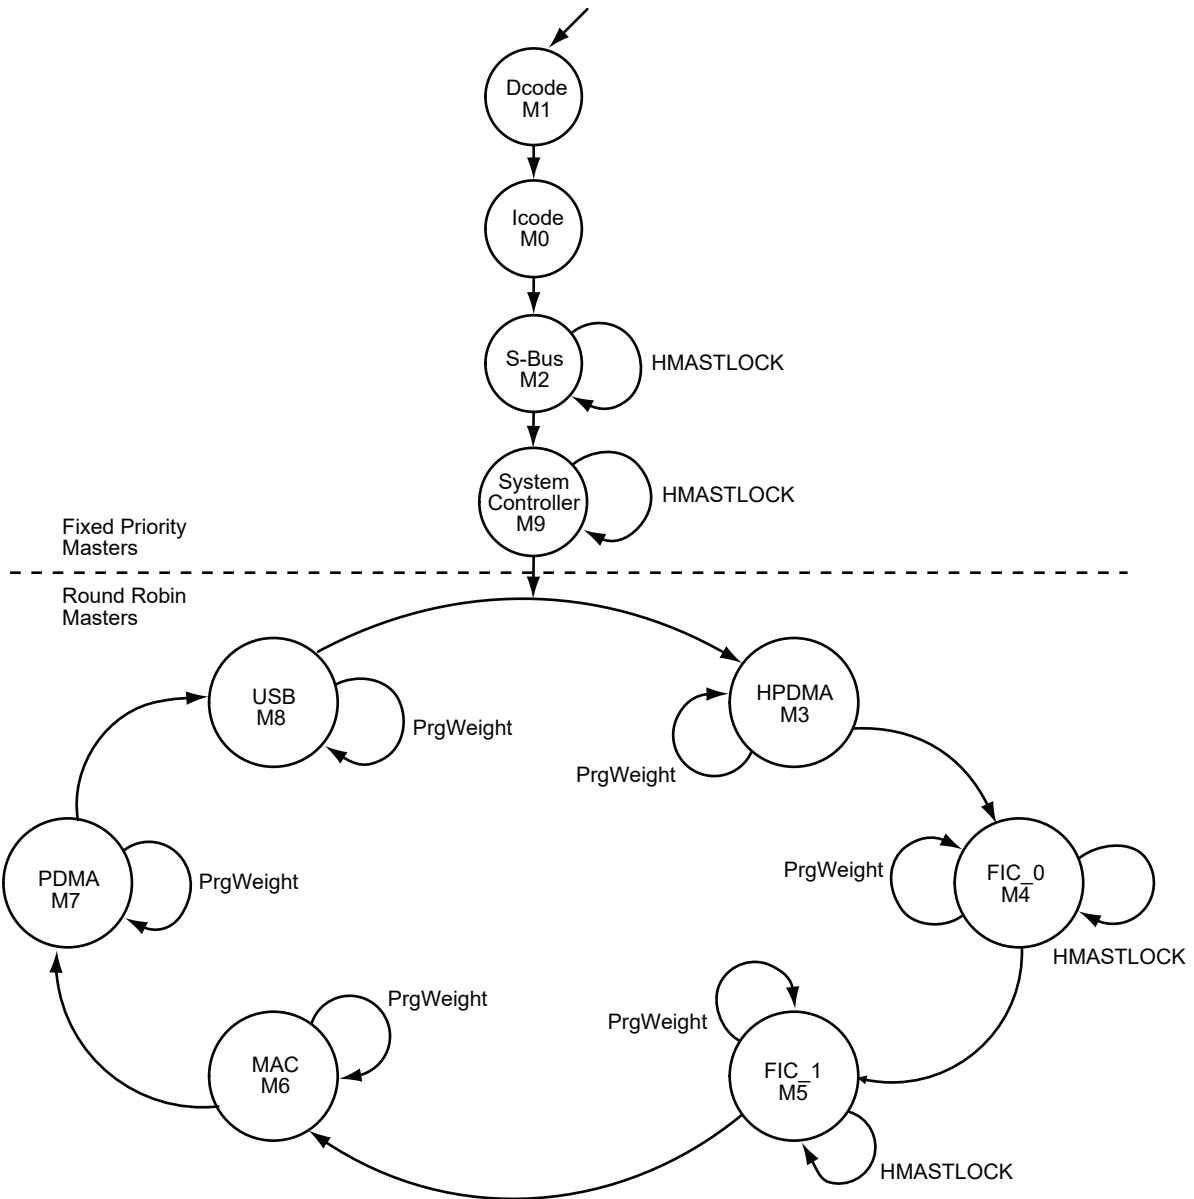 Dcode
M1
Icode
M0
S-Bus
M2
HMASTLOCK
System
Controller
M9
HMASTLOCK
Fixed Priority
Masters
Round Robin
Masters
USB
M8
PrgWeight
HPDMA
M3
PrgWeight
PDMA
M7
PrgWeight
FIC_0
M4
PrgWeight
HMASTLOCK
MAC
M6
PrgWeight
FIC_1
M5
PrgWeight
HMASTLOCK